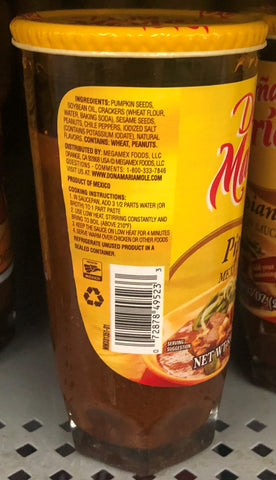 INGREDIENTS: PUMPKIN SEEDS,
SOYBEAN OIL, CRACKERS (WHEAT FLOUR,
WATER, BAKING SODA), SESAME SEEDS,
PEANUTS, CHILE PEPPERS, IODIZED SALT
(CONTAINS POTASSIUM IODATE), NATURAL
FLAVORS. CONTAINS: WHEAT, PEANUTS.
DISTRIBUTED BY: MEGAMEX FOODS, LLC
ORANGE, CA 92868 USA © MEGAMEX FOODS, LLC
QUESTIONS - COMMENTS: 1-800-333-7846
VISIT US AT: WWW.DONAMARIAMOLE.COM
PRODUCT OF MEXICO
COOKING INSTRUCTIONS:
1 IN SAUCEPAN, ADD 3 1/2 PARTS WATER (OR
BROTH) TO 1 PART PASTE
2 USE LOW HEAT, STIRRING CONSTANTLY AND
BRING TO BOIL (ABOVE 210°F)
3 KEEP THE SAUCE ON LOW HEAT FOR 4 MINUTES
4 SERVE WARM OVER CHICKEN OR OTHER FOODS
REFRIGERATE UNUSED PRODUCT IN A
SEALED CONTAINER.
0 72878 49523 3
SERVING
SUGGESTION
NET W